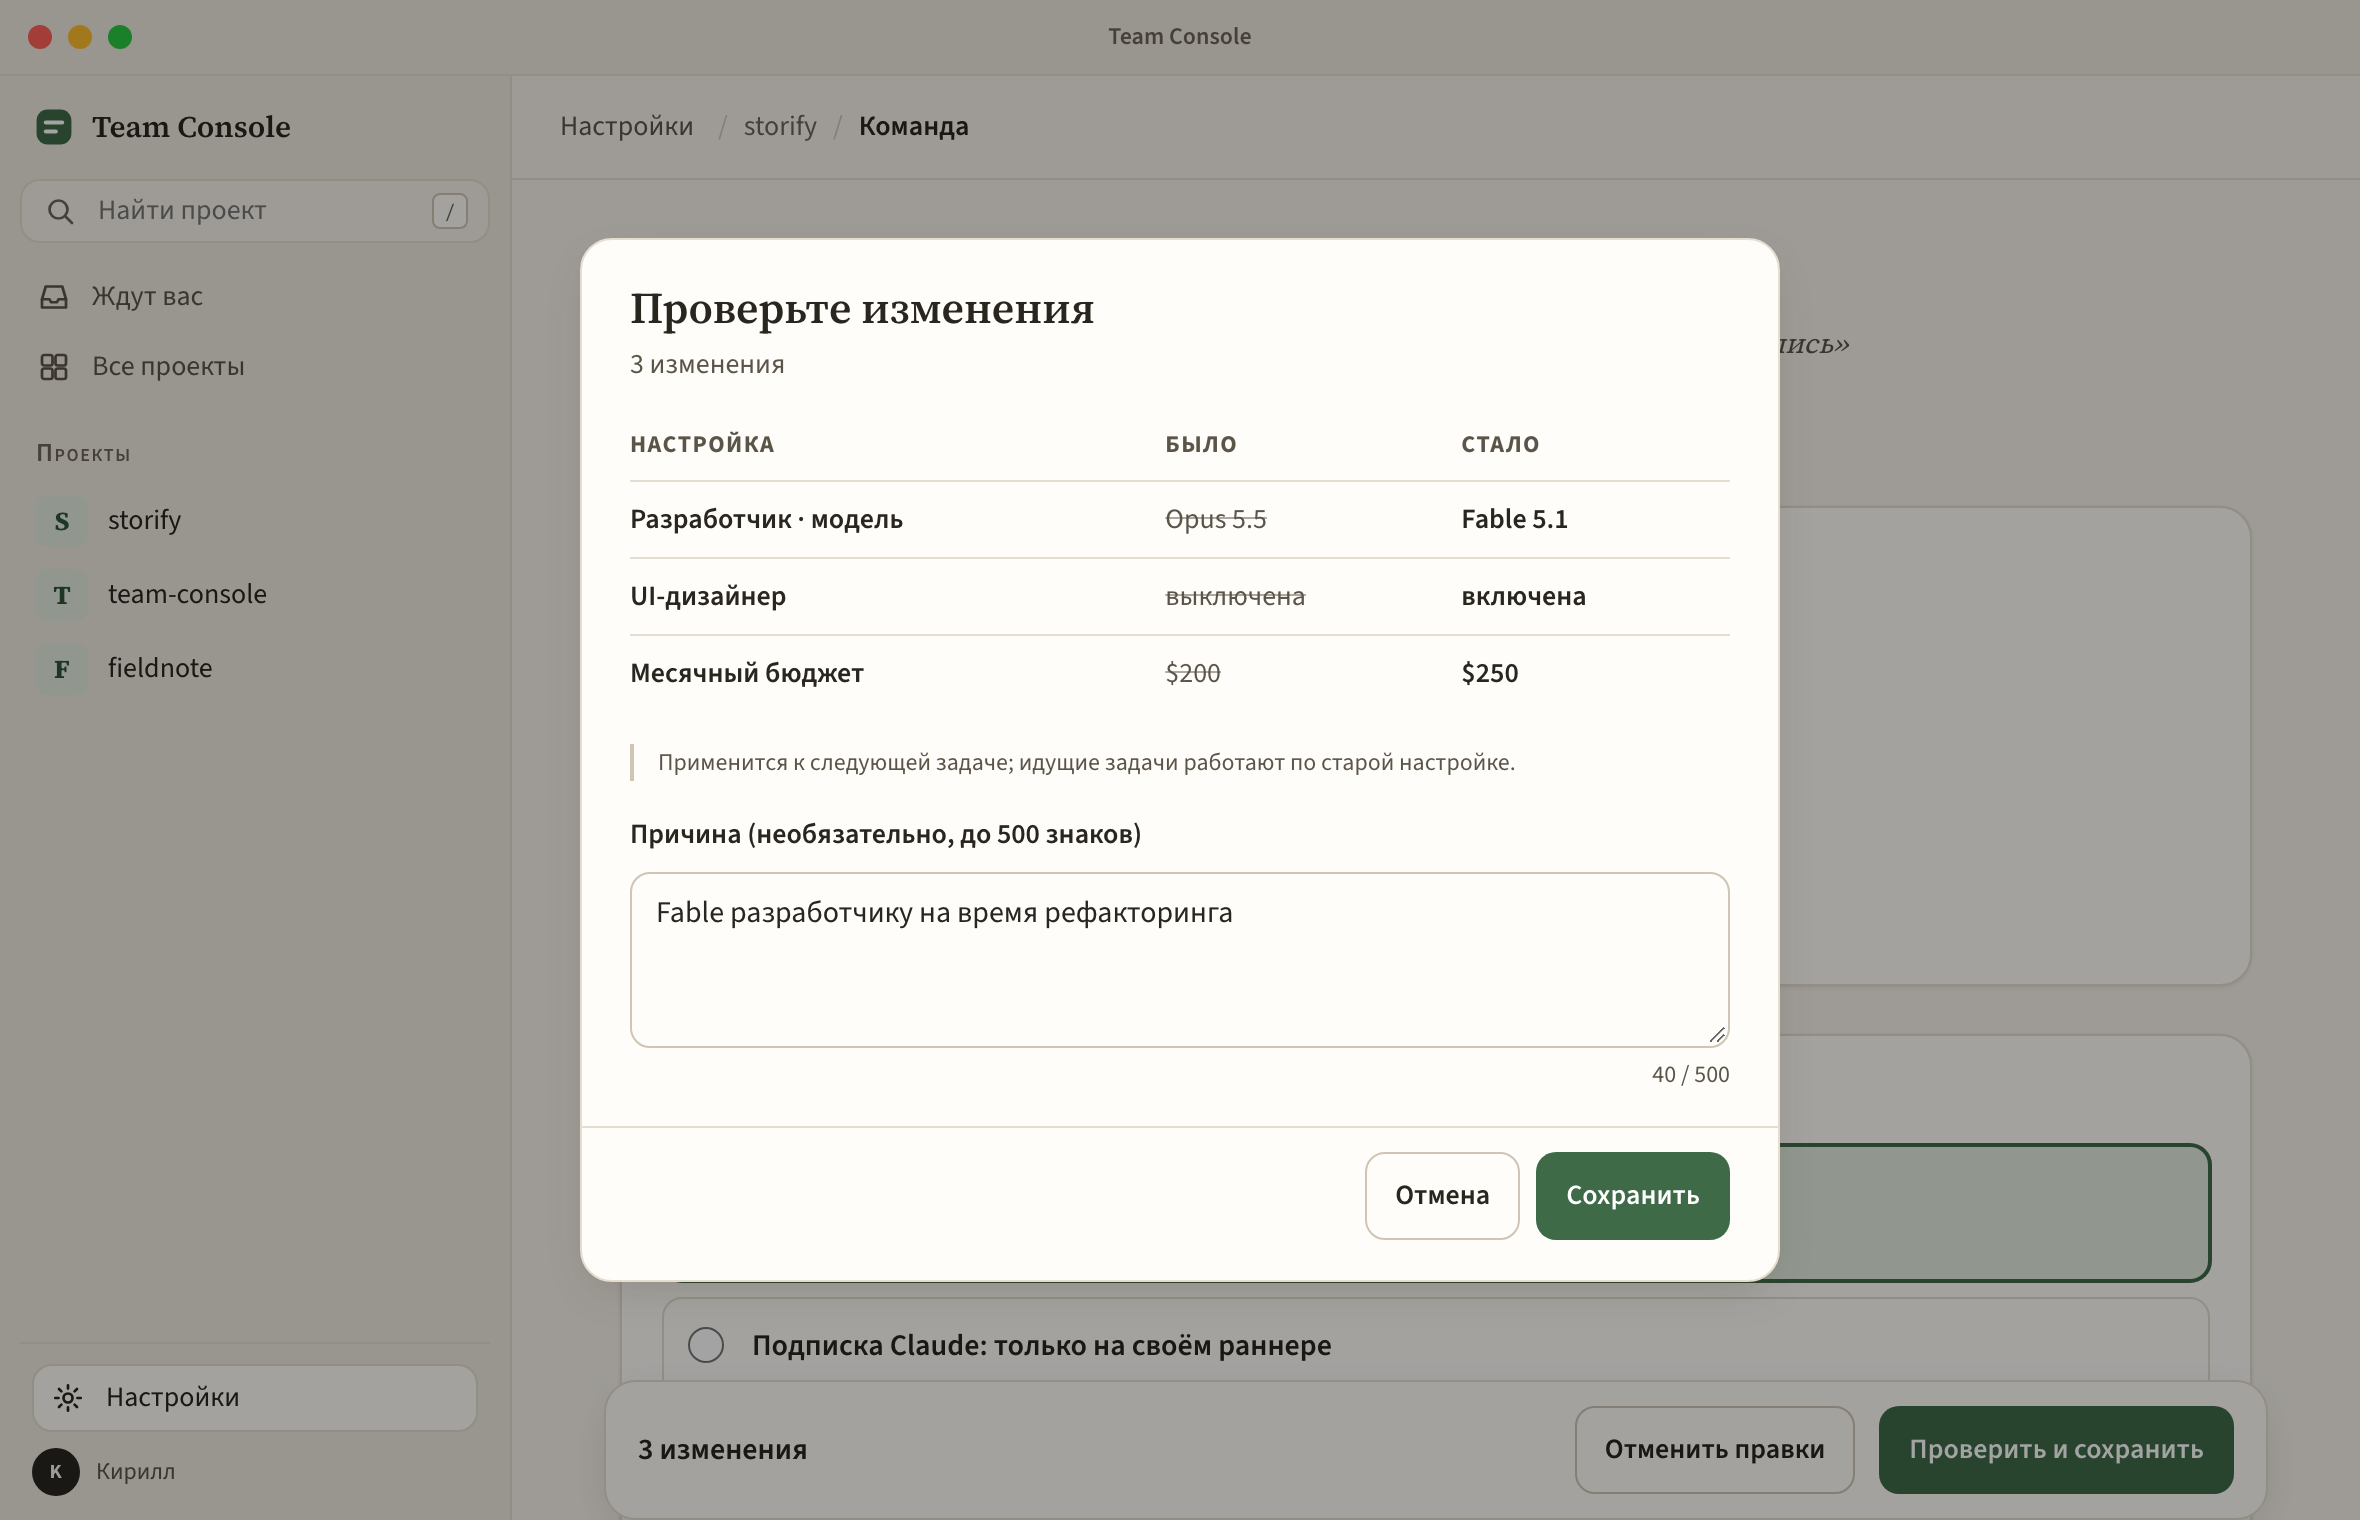 Team Console
Team Console
Найти проект
/
Ждут вас
Все проекты
Проекты
S
storify
T
team-console
F
fieldnote
Настройки
K
Кирилл
Настройки / storify / Команда
Проверьте изменения
3 изменения
НАСТРОЙКА БЫЛО СТАЛО
Разработчик · модель Opus 5.5 Fable 5.1
UI-дизайнер выключена включена
Месячный бюджет $200 $250
Применится к следующей задаче; идущие задачи работают по старой настройке.
Причина (необязательно, до 500 знаков)
Fable разработчику на время рефакторинга
40 / 500
Отмена Сохранить
Подписка Claude: только на своём раннере
3 изменения Отменить правки Проверить и сохранить